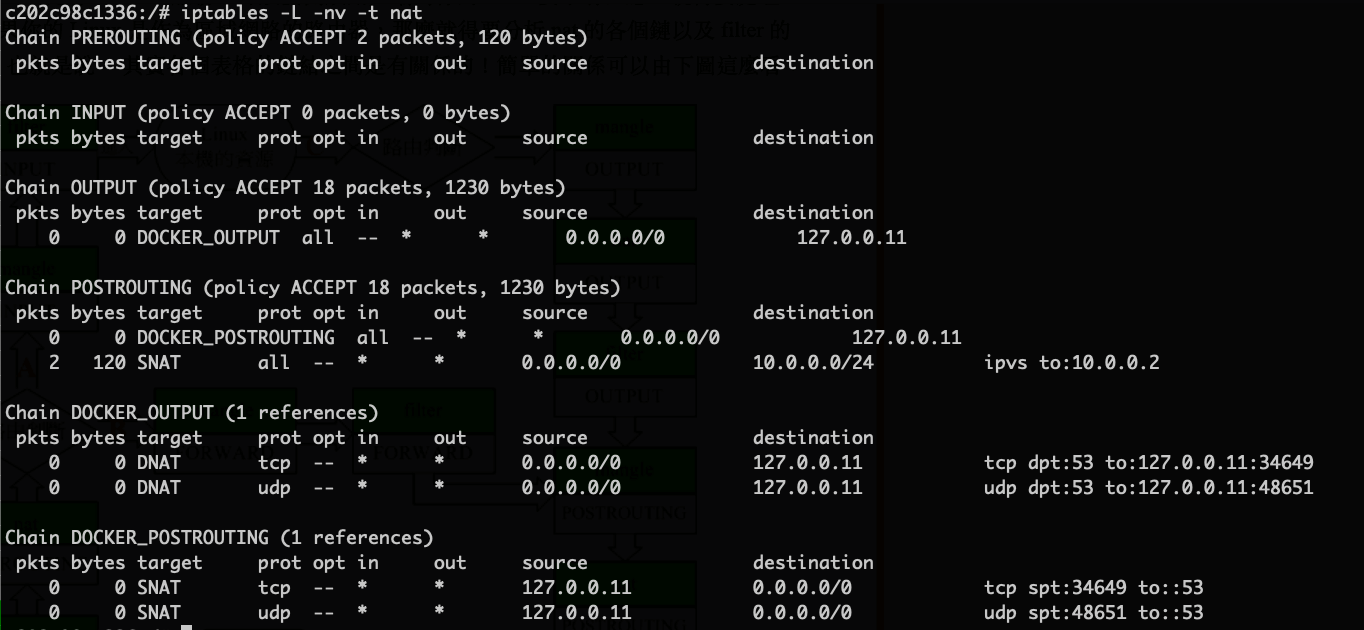 c202c98c1336:/# iptables -L -nv -t nat
Chain PREROUTING (policy ACCEPT 2 packets, 120 bytes)
 pkts bytes target     prot opt in     out     source               destination

Chain INPUT (policy ACCEPT 0 packets, 0 bytes)
 pkts bytes target     prot opt in     out     source               destination

Chain OUTPUT (policy ACCEPT 18 packets, 1230 bytes)
 pkts bytes target     prot opt in     out     source               destination
    0     0 DOCKER_OUTPUT  all  --  *      *       0.0.0.0/0            127.0.0.11

Chain POSTROUTING (policy ACCEPT 18 packets, 1230 bytes)
 pkts bytes target     prot opt in     out     source               destination
    0     0 DOCKER_POSTROUTING  all  --  *      *       0.0.0.0/0            127.0.0.11
    2   120 SNAT       all  --  *      *       0.0.0.0/0            10.0.0.0/24          ipvs to:10.0.0.2

Chain DOCKER_OUTPUT (1 references)
 pkts bytes target     prot opt in     out     source               destination
    0     0 DNAT       tcp  --  *      *       0.0.0.0/0            127.0.0.11           tcp dpt:53 to:127.0.0.11:34649
    0     0 DNAT       udp  --  *      *       0.0.0.0/0            127.0.0.11           udp dpt:53 to:127.0.0.11:48651

Chain DOCKER_POSTROUTING (1 references)
 pkts bytes target     prot opt in     out     source               destination
    0     0 SNAT       tcp  --  *      *       127.0.0.11           0.0.0.0/0            tcp spt:34649 to::53
    0     0 SNAT       udp  --  *      *       127.0.0.11           0.0.0.0/0            udp spt:48651 to::53